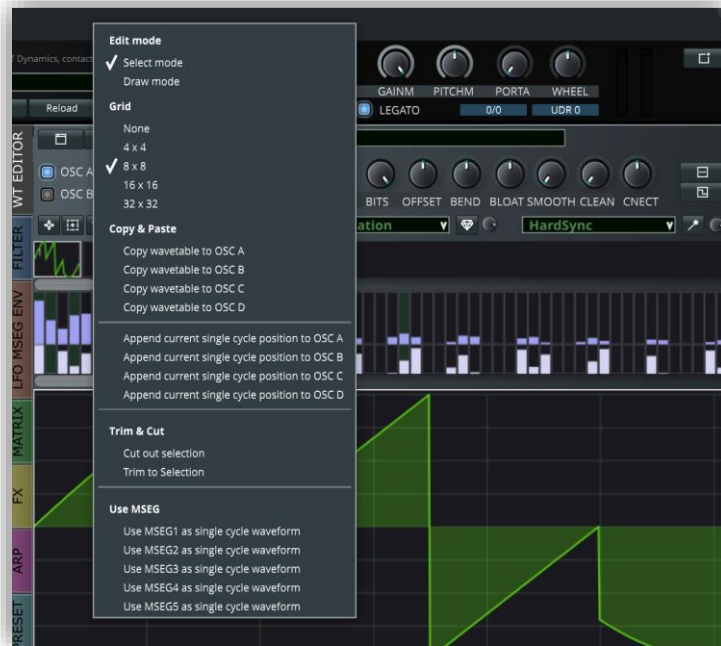 Edit mode
Select mode
Draw mode
Grid
None
4 x 4
8 x 8
16 x 16
32 x 32
Copy & Paste
Copy wavetable to OSC A
Copy wavetable to OSC B
Copy wavetable to OSC C
Copy wavetable to OSC D
Append current single cycle position to OSC A
Append current single cycle position to OSC B
Append current single cycle position to OSC C
Append current single cycle position to OSC D
Trim & Cut
Cut out selection
Trim to Selection
Use MSEG
Use MSEG1 as single cycle waveform
Use MSEG2 as single cycle waveform
Use MSEG3 as single cycle waveform
Use MSEG4 as single cycle waveform
Use MSEG5 as single cycle waveform
Dynamics, contact
Reload
OSC A
OSC B
GAINM PITCHM PORTA WHEEL
LEGATO 0/0 UDR 0
BITS OFFSET BEND BLOAT SMOOTH CLEAN CNECT
HardSync
WT EDITOR
FILTER
LFO MSEG ENV
MATRIX
FX
ARP
PRESET